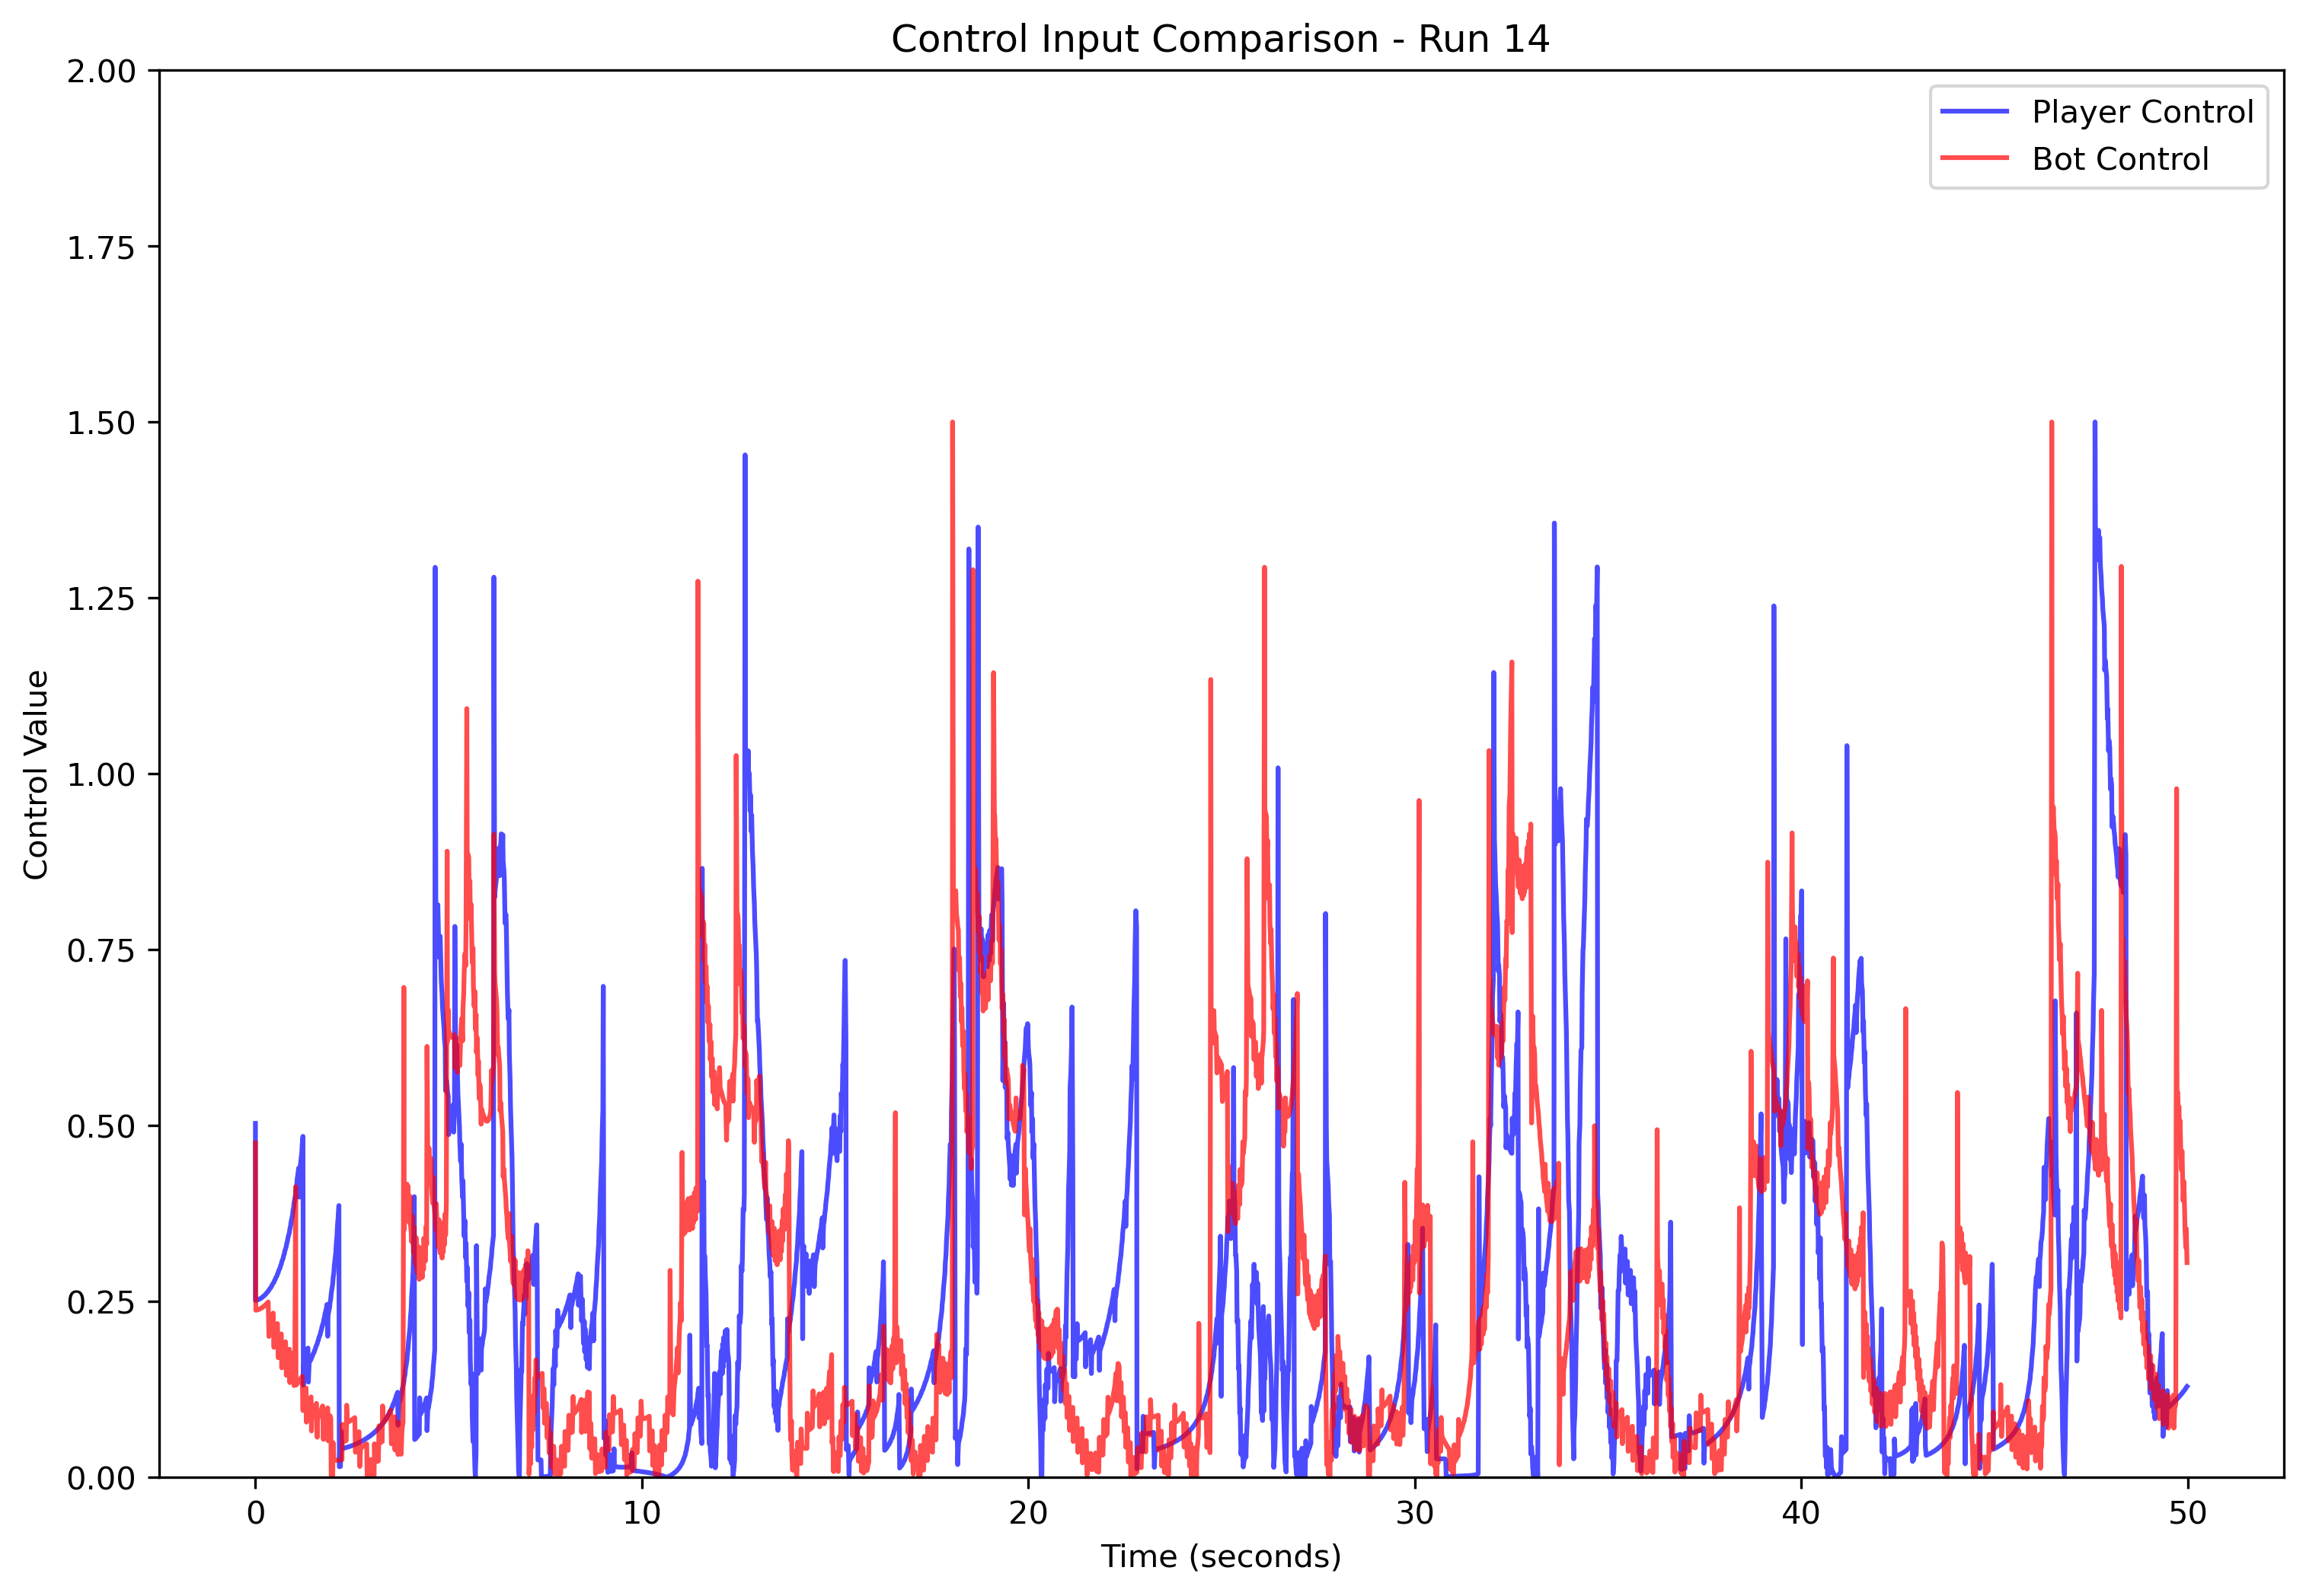 Control Input Comparison - Run 14
2.00
1.75
1.50
1.25
1.00
0.75
0.50
0.25
0.00
Control Value
Player Control
Bot Control
0 10 20 30 40 50
Time (seconds)